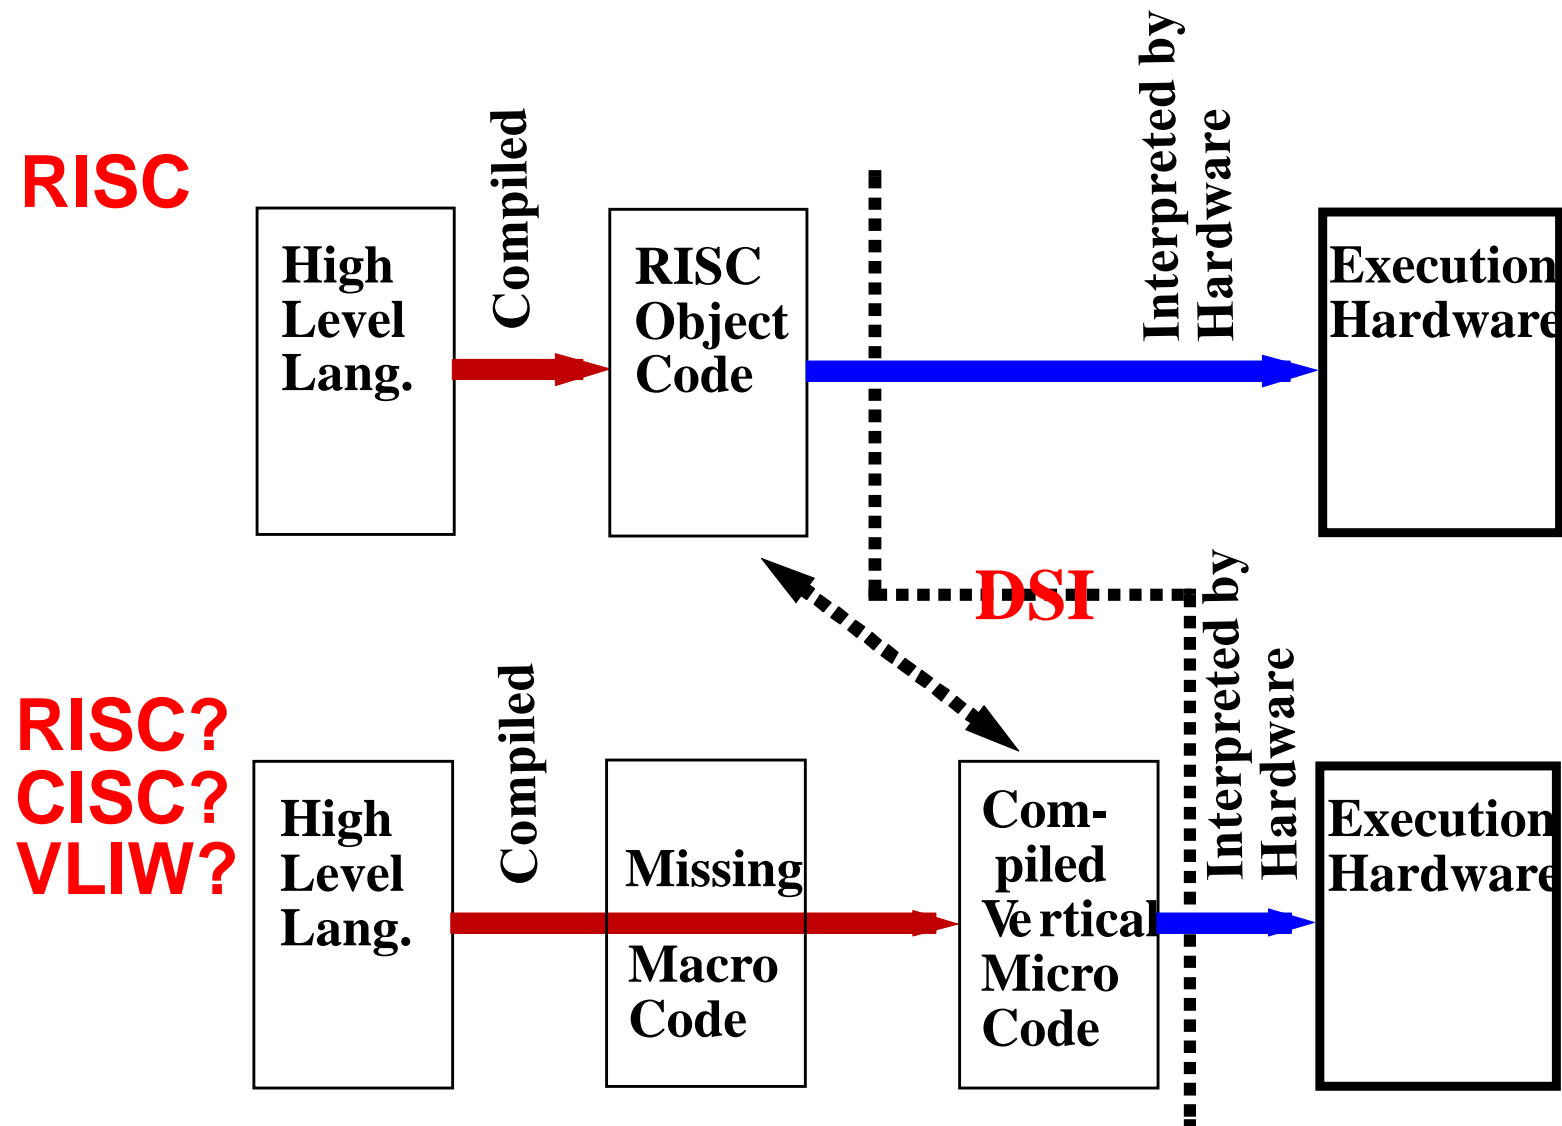 RISC
High
Level
Lang.
Compiled
RISC
Object
Code
Interpreted by
Hardware
Execution
Hardware
DSI
RISC?
CISC?
VLIW?
High
Level
Lang.
Compiled
Missing
Macro
Code
Com-
piled
Vertical
Micro
Code
Interpreted by
Hardware
Execution
Hardware